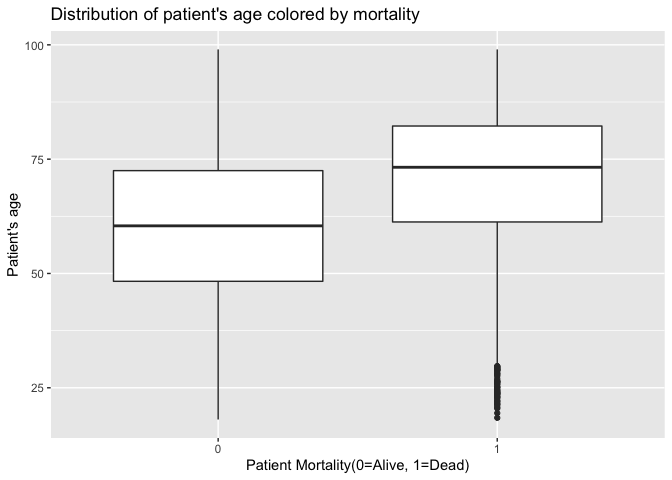 Distribution of patient's age colored by mortality
100
75
50
25
Patient's age
0
1
Patient Mortality(0=Alive, 1=Dead)